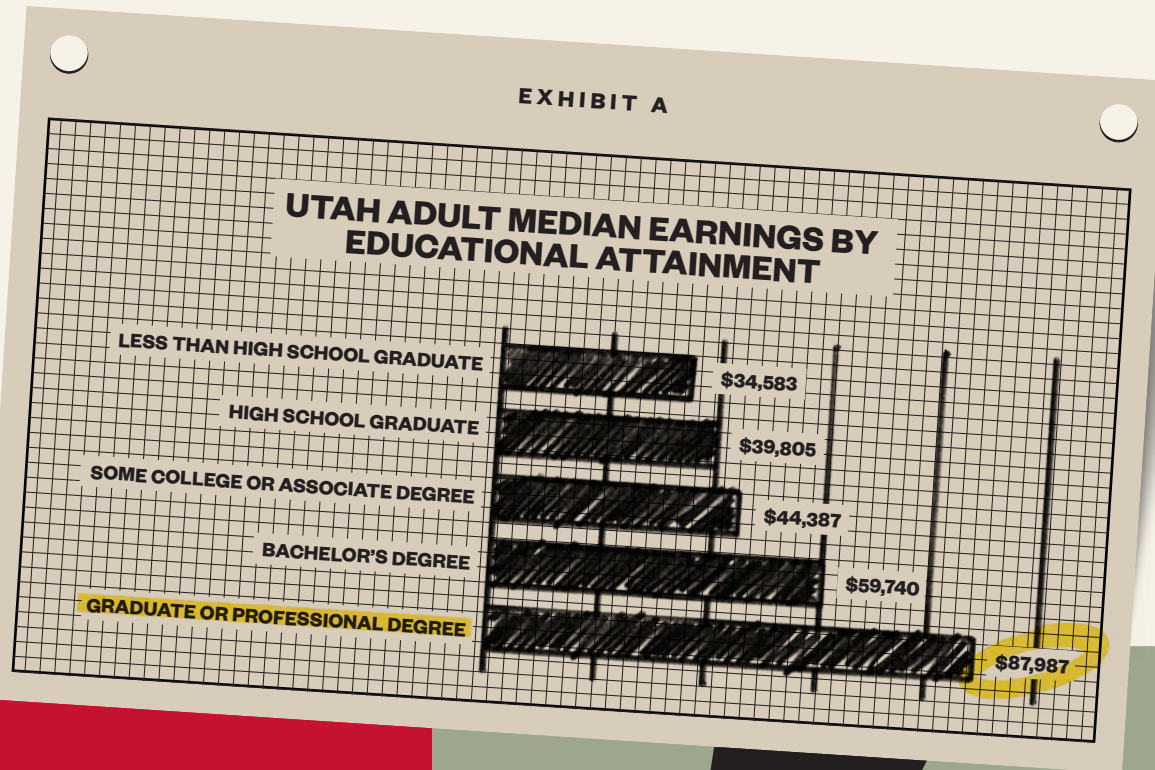 EXHIBIT A
UTAH ADULT MEDIAN EARNINGS BY
EDUCATIONAL ATTAINMENT
LESS THAN HIGH SCHOOL GRADUATE $34,583
HIGH SCHOOL GRADUATE $39,805
SOME COLLEGE OR ASSOCIATE DEGREE $44,387
BACHELOR’S DEGREE $59,740
GRADUATE OR PROFESSIONAL DEGREE $87,987